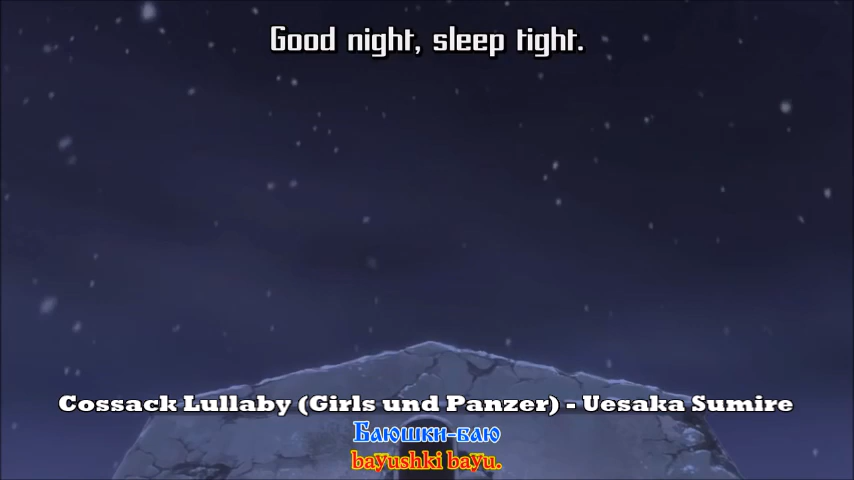 Good night, sleep tight.
Cossack Lullaby (Girls und Panzer) - Uesaka Sumire
Баюшки-баю
bayushki bayu.